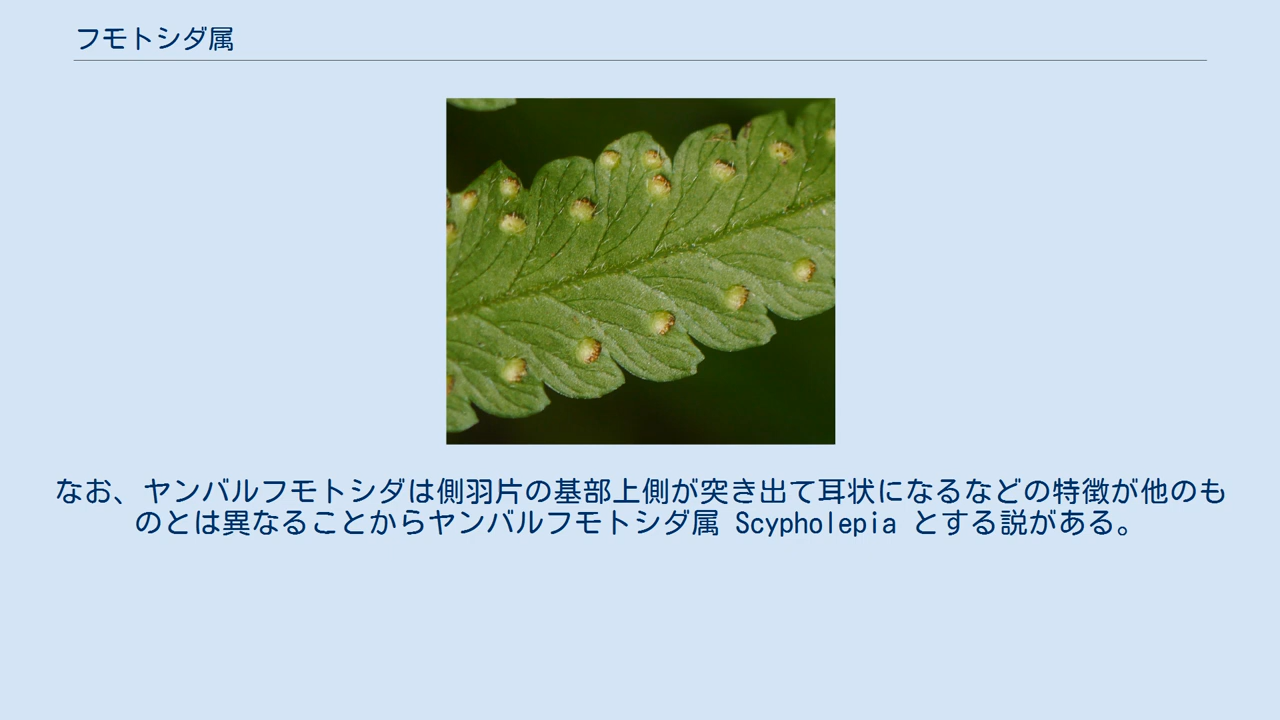 フモトシダ属
なお、ヤンバルフモトシダは側羽片の基部上側が突き出て耳状になるなどの特徴が他のも
のとは異なることからヤンバルフモトシダ属 Scypholepia とする説がある。